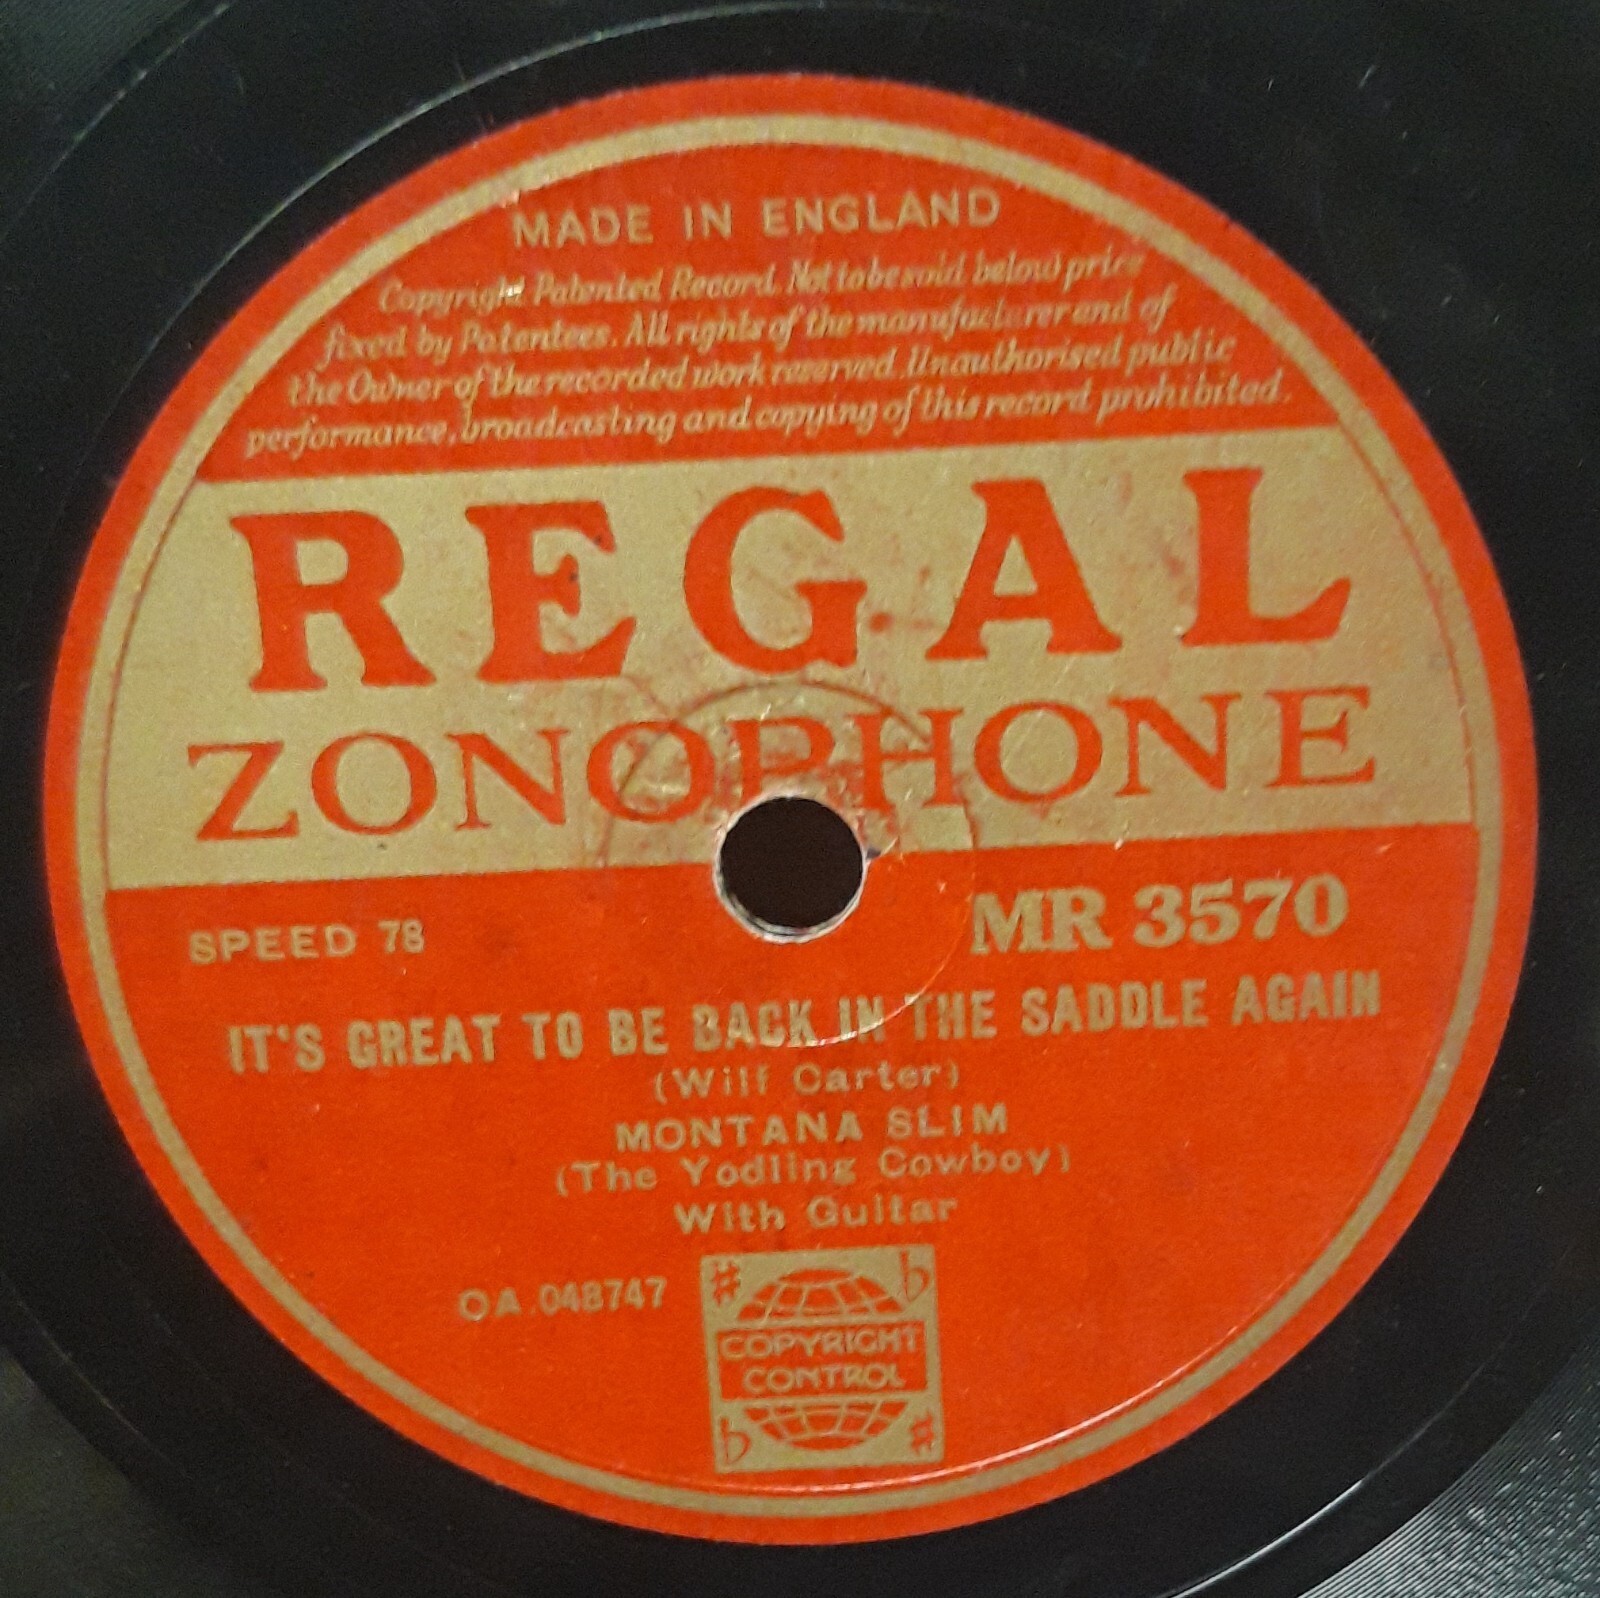 MADE IN ENGLAND
Copyright Patented Record. Not to be sold below price
fixed by Patentees. All rights of the manufacturer and of
the Owner of the recorded work reserved. Unauthorised public
performance, broadcasting and copying of this record prohibited.
REGAL
ZONOPHONE
SPEED 78
MR 3570
IT'S GREAT TO BE BACK IN THE SADDLE AGAIN
(Wilf Carter)
MONTANA SLIM
(The Yodling Cowboy)
With Guitar
OA.048747
♯ ♭
COPYRIGHT
CONTROL
♭ ♯